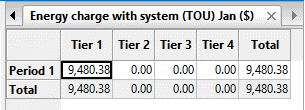 Energy charge with system (TOU) Jan ($)
Tier 1 Tier 2 Tier 3 Tier 4 Total
Period 1 9,480.38 0.00 0.00 0.00 9,480.38
Total 9,480.38 0.00 0.00 0.00 9,480.38